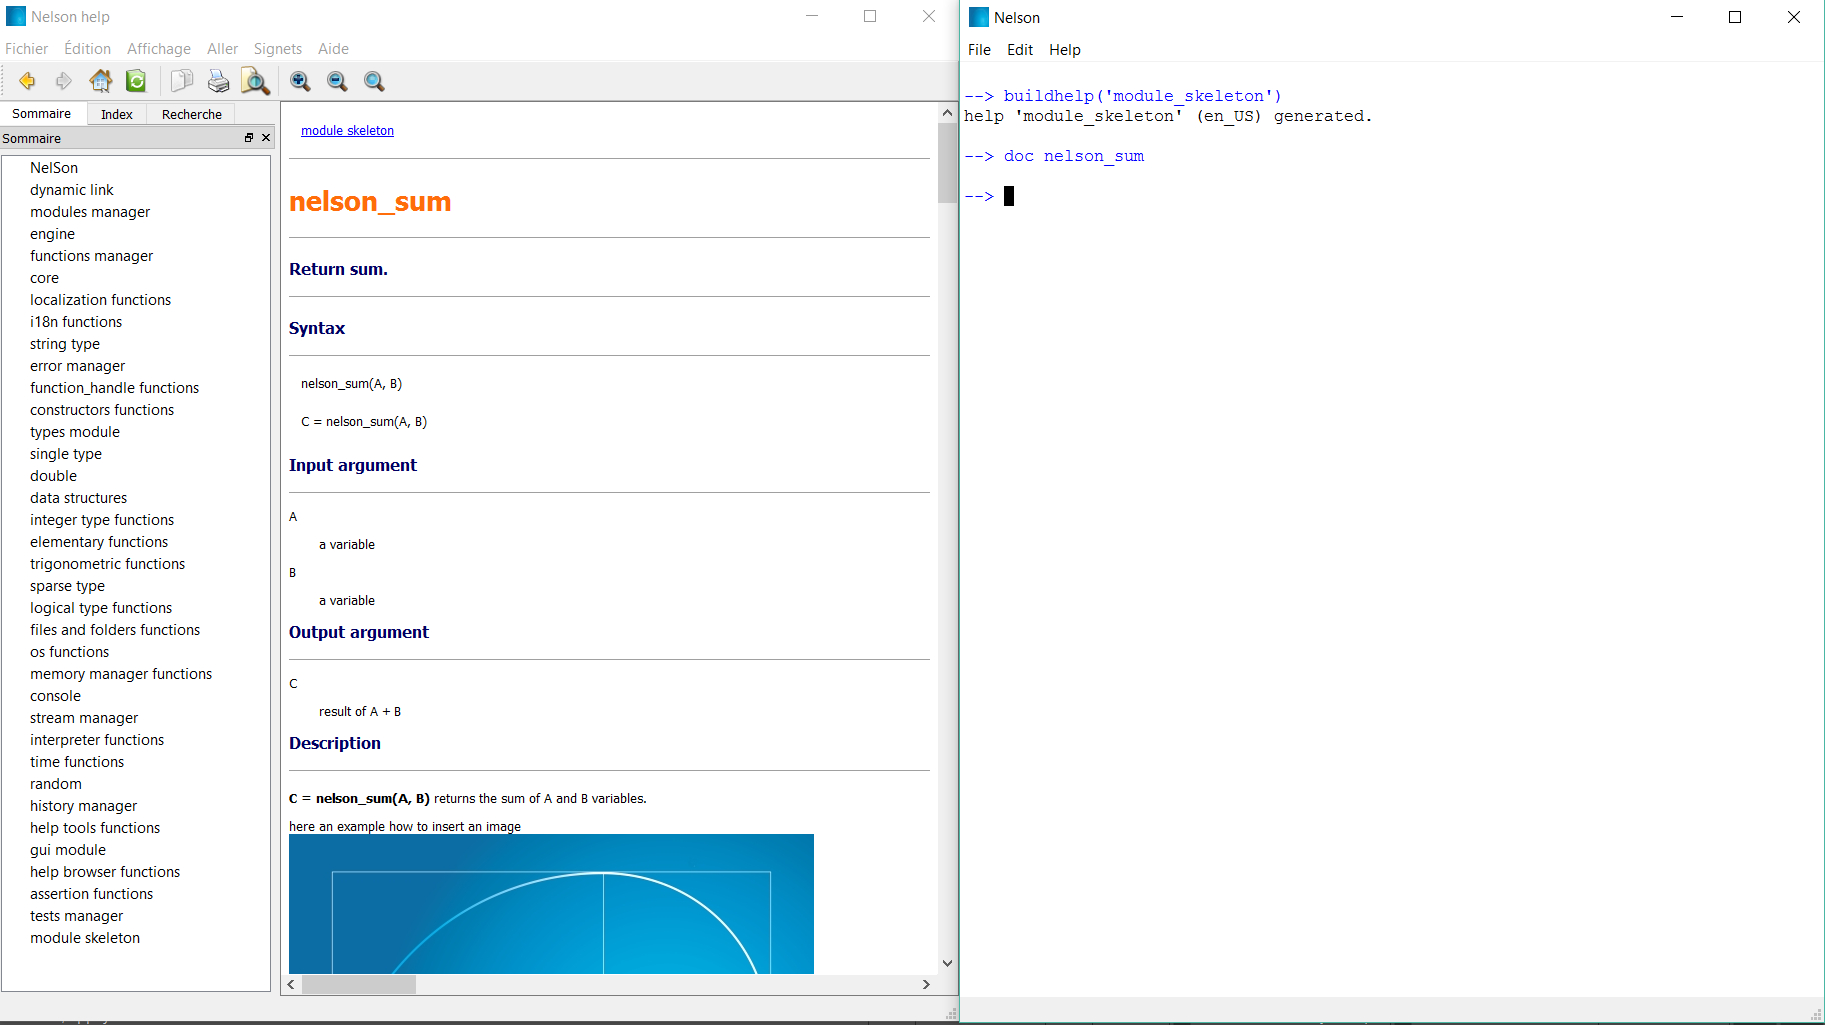 Nelson help
Fichier Édition Affichage Aller Signets Aide
Sommaire Index Recherche
Sommaire
NelSon
dynamic link
modules manager
engine
functions manager
core
localization functions
i18n functions
string type
error manager
function_handle functions
constructors functions
types module
single type
double
data structures
integer type functions
elementary functions
trigonometric functions
sparse type
logical type functions
files and folders functions
os functions
memory manager functions
console
stream manager
interpreter functions
time functions
random
history manager
help tools functions
gui module
help browser functions
assertion functions
tests manager
module skeleton
module skeleton
nelson_sum
Return sum.
Syntax
nelson_sum(A, B)
C = nelson_sum(A, B)
Input argument
A
a variable
B
a variable
Output argument
C
result of A + B
Description
C = nelson_sum(A, B) returns the sum of A and B variables.
here an example how to insert an image
Nelson
File Edit Help
--> buildhelp('module_skeleton')
help 'module_skeleton' (en_US) generated.
--> doc nelson_sum
-->